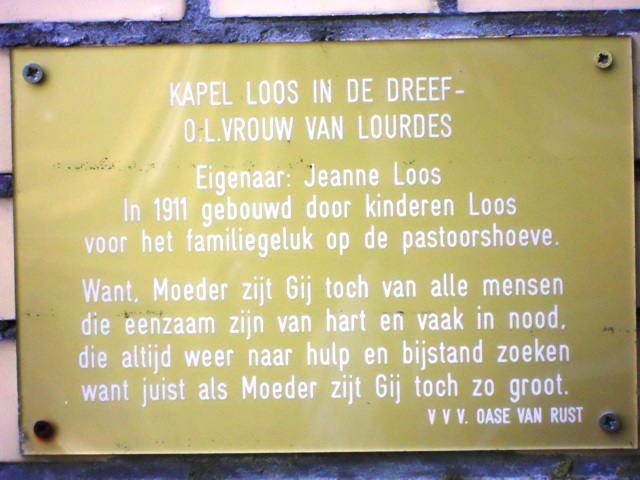 KAPEL LOOS IN DE DREEF-
O.L.VROUW VAN LOURDES
Eigenaar: Jeanne Loos
In 1911 gebouwd door kinderen Loos
voor het familiegeluk op de pastoorshoeve.
Want, Moeder zijt Gij toch van alle mensen
die eenzaam zijn van hart en vaak in nood,
die altijd weer naar hulp en bijstand zoeken
want juist als Moeder zijt Gij toch zo groot.
V V V. OASE VAN RUST